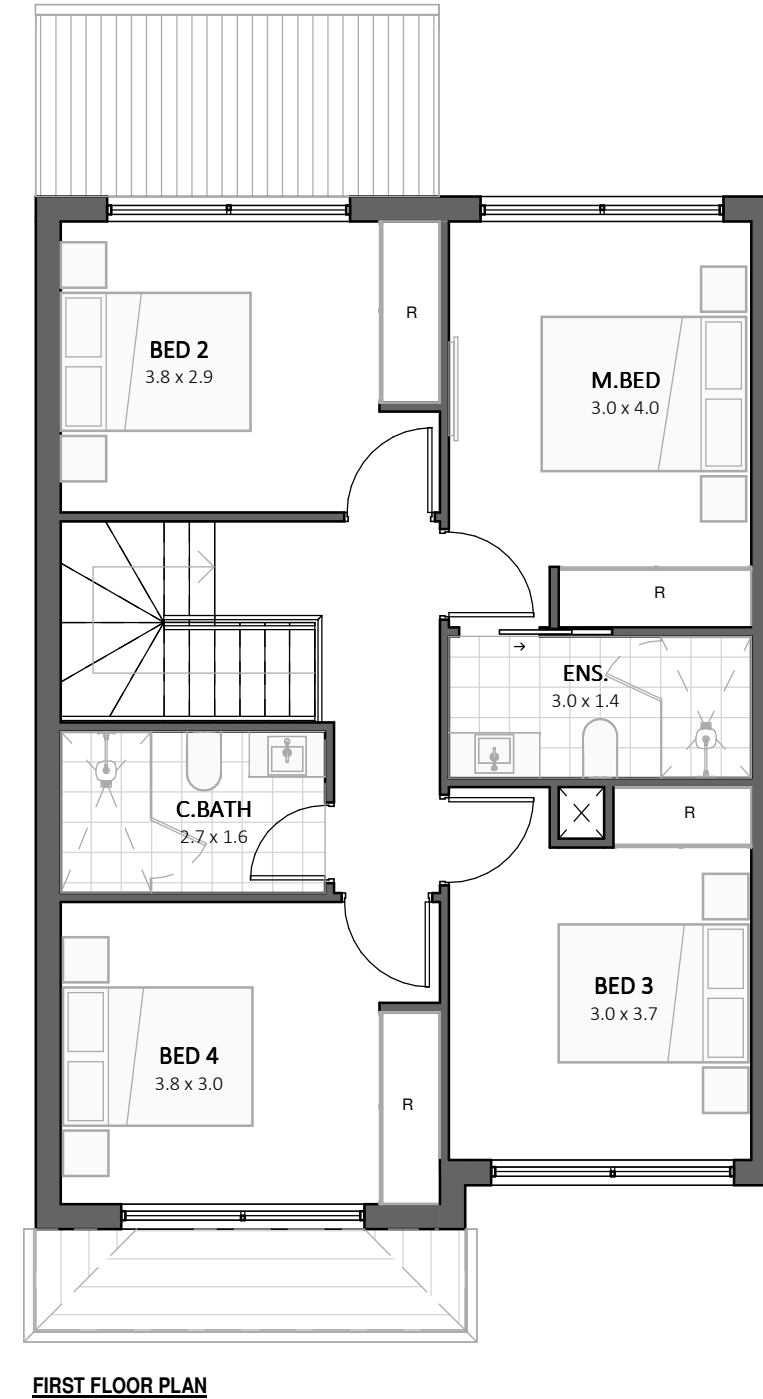 R
BED 2
3.8 x 2.9
M.BED
3.0 x 4.0
R
ENS.
3.0 x 1.4
C.BATH
2.7 x 1.6
R
BED 3
3.0 x 3.7
BED 4
3.8 x 3.0
R
FIRST FLOOR PLAN